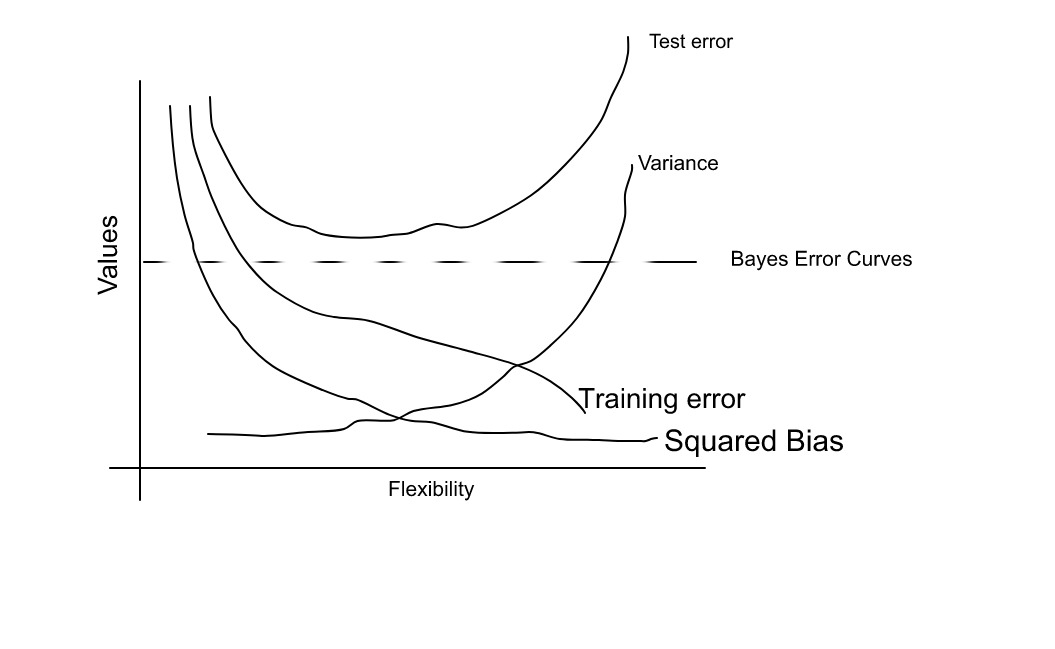 Test error
Variance
Values
Bayes Error Curves
Training error
Squared Bias
Flexibility